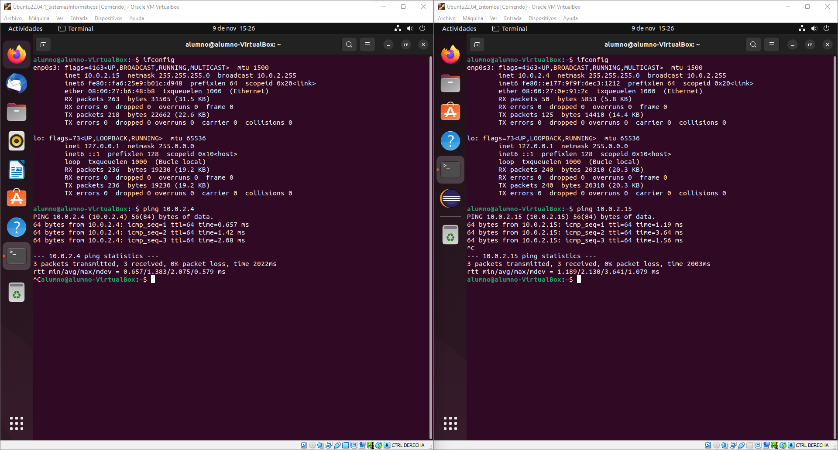 Ubuntu22.04.1_SistemasInformaticos [Corriendo] - Oracle VM VirtualBox
Archivo Máquina Ver Entrada Dispositivos Ayuda
Actividades Terminal 9 de nov 15:26
alumno@alumno-VirtualBox: ~
alumno@alumno-VirtualBox:~$ ifconfig
enp0s3: flags=4163<UP,BROADCAST,RUNNING,MULTICAST> mtu 1500
inet 10.0.2.15 netmask 255.255.255.0 broadcast 10.0.2.255
inet6 fe80::fa6:25e9:b01c:d948 prefixlen 64 scopeid 0x20<link>
ether 08:00:27:b6:48:b8 txqueuelen 1000 (Ethernet)
RX packets 263 bytes 31505 (31.5 KB)
RX errors 0 dropped 0 overruns 0 frame 0
TX packets 218 bytes 22662 (22.6 KB)
TX errors 0 dropped 0 overruns 0 carrier 0 collisions 0
lo: flags=73<UP,LOOPBACK,RUNNING> mtu 65536
inet 127.0.0.1 netmask 255.0.0.0
inet6 ::1 prefixlen 128 scopeid 0x10<host>
loop txqueuelen 1000 (Bucle local)
RX packets 236 bytes 19230 (19.2 KB)
RX errors 0 dropped 0 overruns 0 frame 0
TX packets 236 bytes 19230 (19.2 KB)
TX errors 0 dropped 0 overruns 0 carrier 0 collisions 0
alumno@alumno-VirtualBox:~$ ping 10.0.2.4
PING 10.0.2.4 (10.0.2.4) 56(84) bytes of data.
64 bytes from 10.0.2.4: icmp_seq=1 ttl=64 time=0.657 ms
64 bytes from 10.0.2.4: icmp_seq=2 ttl=64 time=1.42 ms
64 bytes from 10.0.2.4: icmp_seq=3 ttl=64 time=2.08 ms
--- 10.0.2.4 ping statistics ---
3 packets transmitted, 3 received, 0% packet loss, time 2022ms
rtt min/avg/max/mdev = 0.657/1.383/2.075/0.579 ms
^Calumno@alumno-VirtualBox:~$
CTRL DERECHA
[Corriendo] - Oracle VM VirtualBox
Archivo Máquina Ver Entrada Dispositivos Ayuda
Actividades Terminal 9 de nov 15:26
alumno@alumno-VirtualBox: ~
alumno@alumno-VirtualBox:~$ ifconfig
enp0s3: flags=4163<UP,BROADCAST,RUNNING,MULTICAST> mtu 1500
inet 10.0.2.4 netmask 255.255.255.0 broadcast 10.0.2.255
inet6 fe80::e177:9f9f:6ec3:1212 prefixlen 64 scopeid 0x20<link>
ether 08:00:27:0e:91:2c txqueuelen 1000 (Ethernet)
RX packets 50 bytes 5853 (5.8 KB)
RX errors 0 dropped 0 overruns 0 frame 0
TX packets 125 bytes 14410 (14.4 KB)
TX errors 0 dropped 0 overruns 0 carrier 0 collisions 0
lo: flags=73<UP,LOOPBACK,RUNNING> mtu 65536
inet 127.0.0.1 netmask 255.0.0.0
inet6 ::1 prefixlen 128 scopeid 0x10<host>
loop txqueuelen 1000 (Bucle local)
RX packets 240 bytes 20310 (20.3 KB)
RX errors 0 dropped 0 overruns 0 frame 0
TX packets 240 bytes 20310 (20.3 KB)
TX errors 0 dropped 0 overruns 0 carrier 0 collisions 0
alumno@alumno-VirtualBox:~$ ping 10.0.2.15
PING 10.0.2.15 (10.0.2.15) 56(84) bytes of data.
64 bytes from 10.0.2.15: icmp_seq=1 ttl=64 time=1.19 ms
64 bytes from 10.0.2.15: icmp_seq=2 ttl=64 time=3.64 ms
64 bytes from 10.0.2.15: icmp_seq=3 ttl=64 time=1.56 ms
^C
--- 10.0.2.15 ping statistics ---
3 packets transmitted, 3 received, 0% packet loss, time 2003ms
rtt min/avg/max/mdev = 1.189/2.130/3.641/1.079 ms
alumno@alumno-VirtualBox:~$
CTRL DERECHA